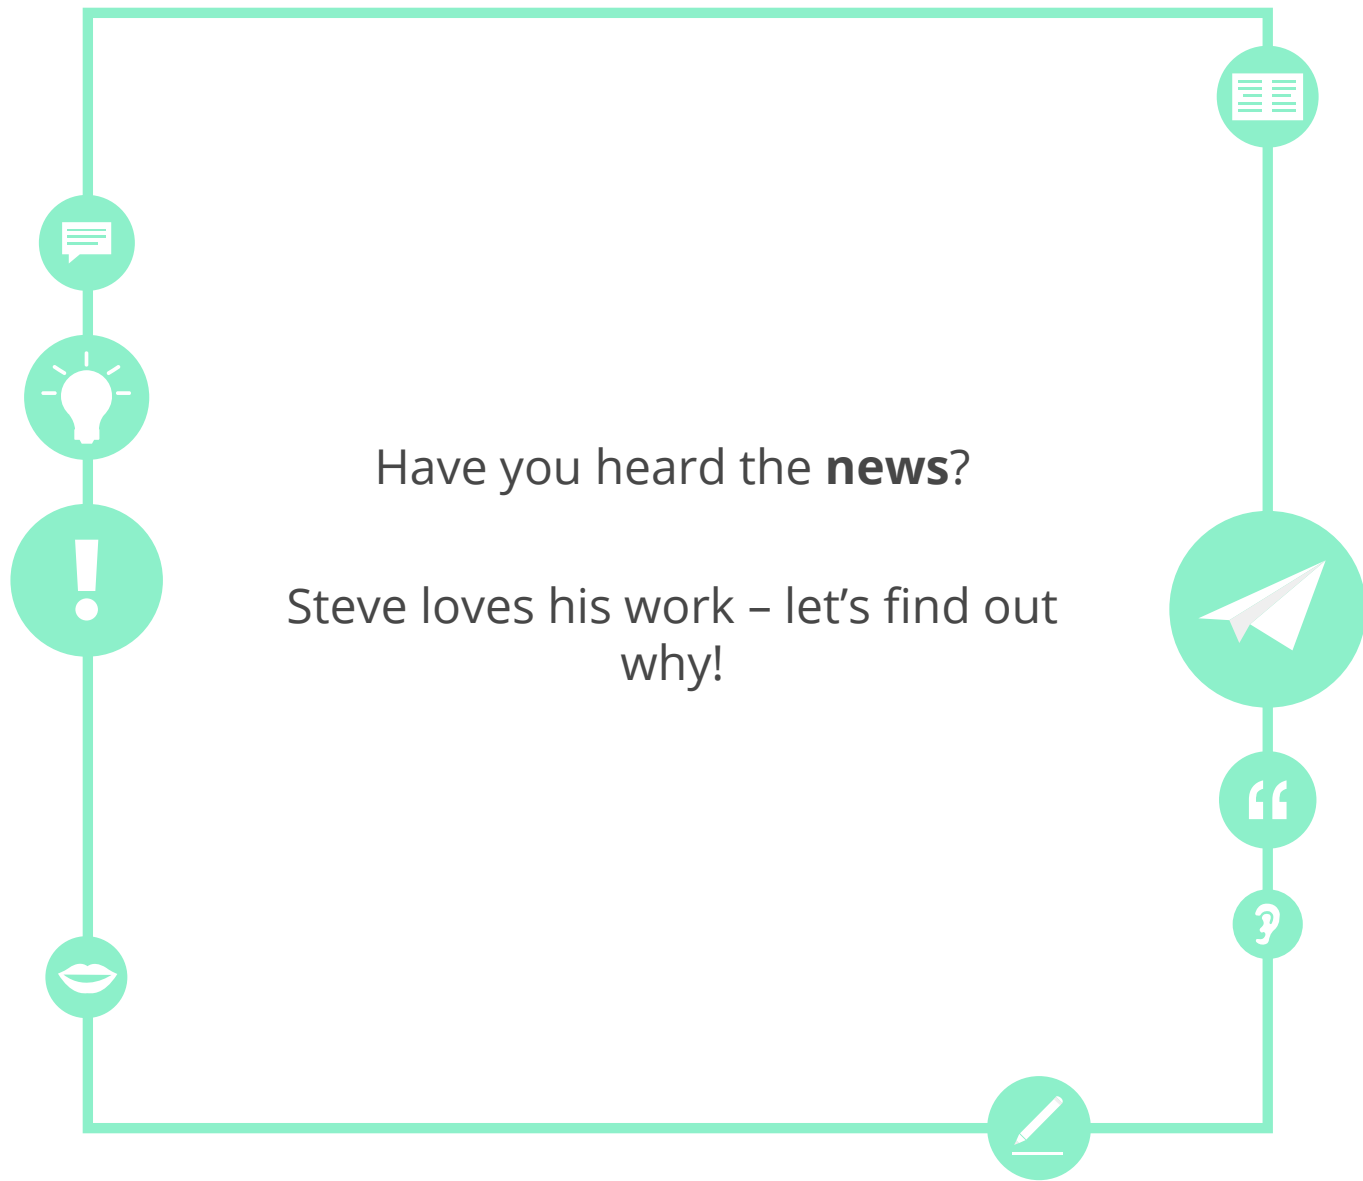 Have you heard the news?
Steve loves his work – let’s find out
why!